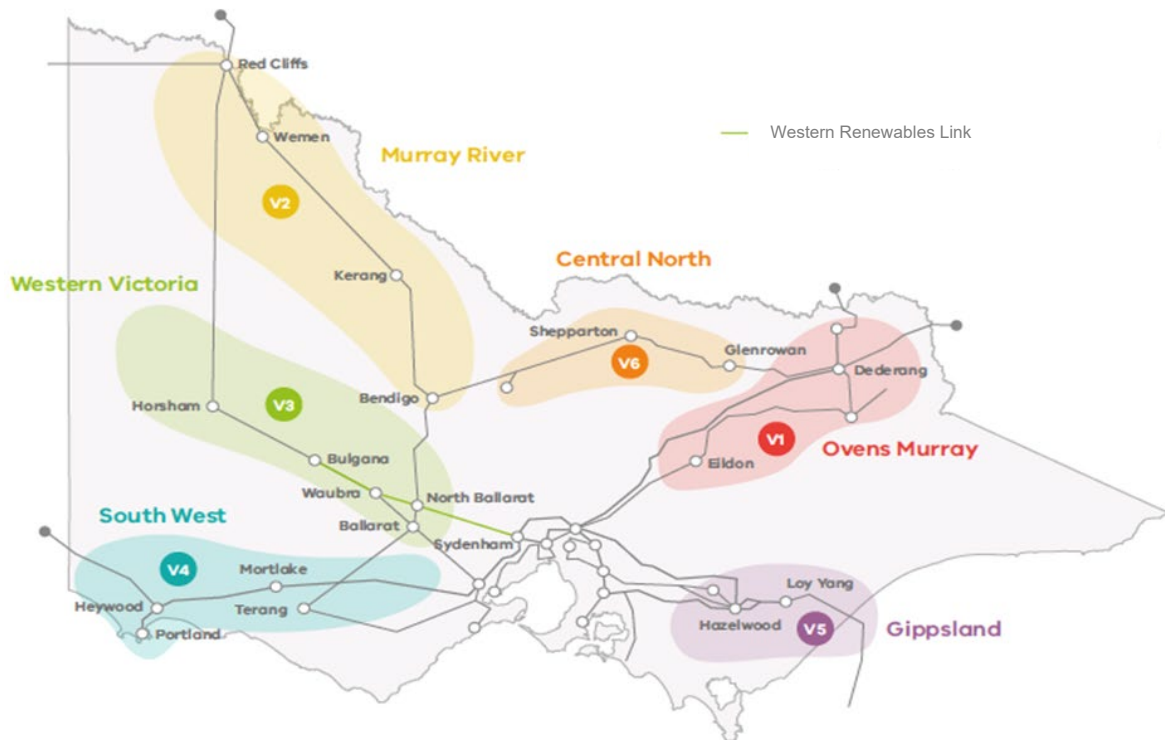 Red Cliffs
Wemen
Western Renewables Link
Murray River
V2
Central North
Kerang
Western Victoria
Shepparton
Glenrowan
V6
Dederang
Bendigo
Horsham
V3
V1
Ovens Murray
Bulgana
Eildon
Waubra
North Ballarat
South West
Ballarat
Sydenham
V4
Mortlake
Loy Yang
Heywood
Terang
Hazelwood
V5
Gippsland
Portland